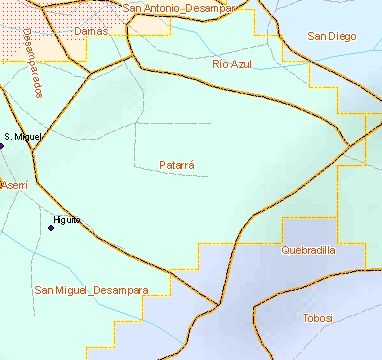 San Antonio_Desampar
Damas
San Diego
Desamparados
Río Azul
S. Miguel
Patarrá
Aserrí
Higuito
Quebradilla
San Miguel_Desampara
Tobosi